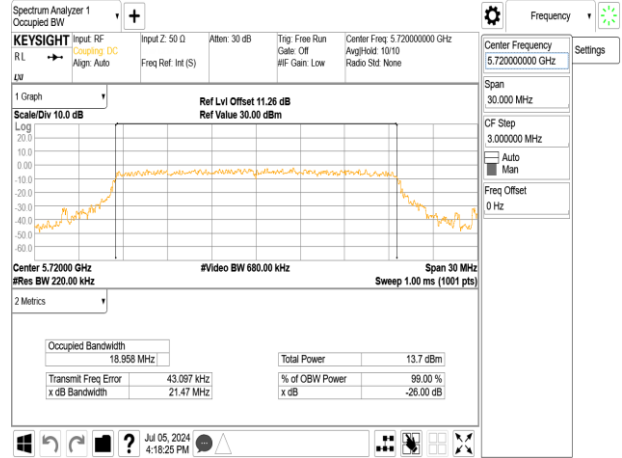 Spectrum Analyzer 1
Occupied BW
Frequency
KEYSIGHT
RL
LXI
Input: RF
Coupling: DC
Align: Auto
Input Z: 50 Ω
Freq Ref: Int (S)
Atten: 30 dB
Trig: Free Run
Gate: Off
#IF Gain: Low
Center Freq: 5.720000000 GHz
Avg|Hold: 10/10
Radio Std: None
Center Frequency
5.720000000 GHz
Settings
Span
30.000 MHz
CF Step
3.000000 MHz
Auto
Man
Freq Offset
0 Hz
1 Graph
Scale/Div 10.0 dB
Ref Lvl Offset 11.26 dB
Ref Value 30.00 dBm
Log
20.0
10.0
0.00
-10.0
-20.0
-30.0
-40.0
-50.0
-60.0
Center 5.72000 GHz
#Video BW 680.00 kHz
Span 30 MHz
#Res BW 220.00 kHz
Sweep 1.00 ms (1001 pts)
2 Metrics
Occupied Bandwidth
18.958 MHz
Total Power 13.7 dBm
Transmit Freq Error 43.097 kHz
% of OBW Power 99.00 %
x dB Bandwidth 21.47 MHz
x dB -26.00 dB
?
Jul 05, 2024
4:18:25 PM